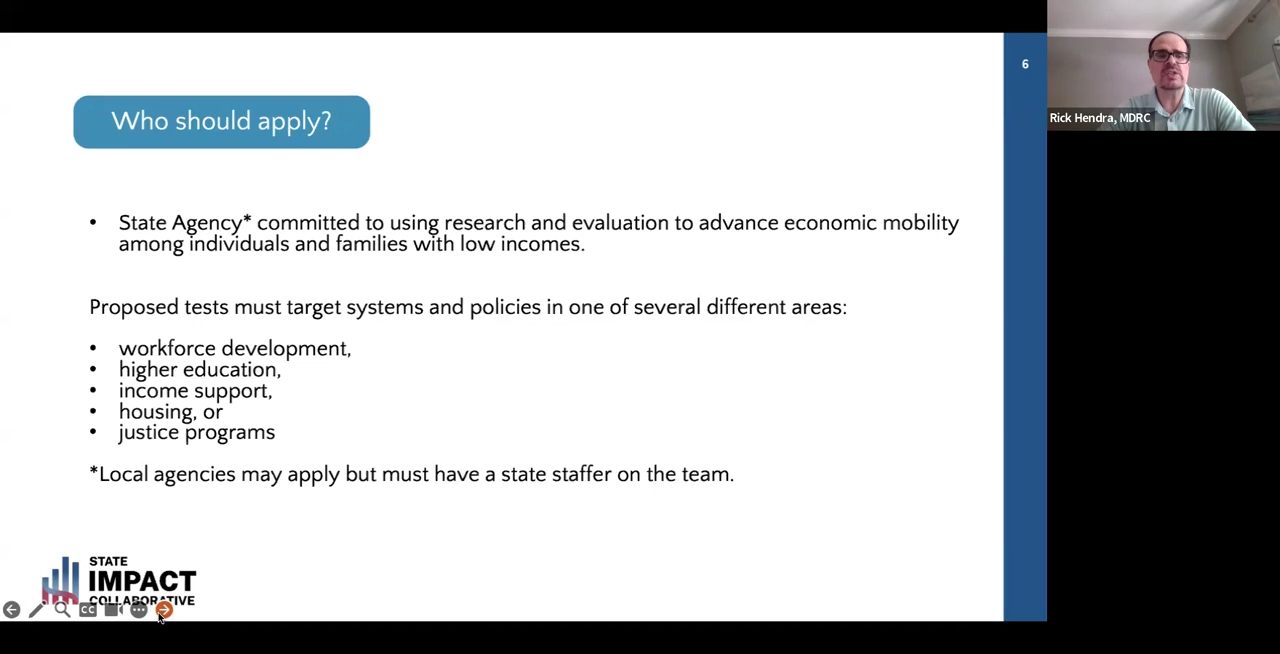 6
Who should apply?
Rick Hendra, MDRC
• State Agency* committed to using research and evaluation to advance economic mobility
among individuals and families with low incomes.
Proposed tests must target systems and policies in one of several different areas:
• workforce development,
• higher education,
• income support,
• housing, or
• justice programs
*Local agencies may apply but must have a state staffer on the team.
STATE
IMPACT
COLLABORATIVE
CC